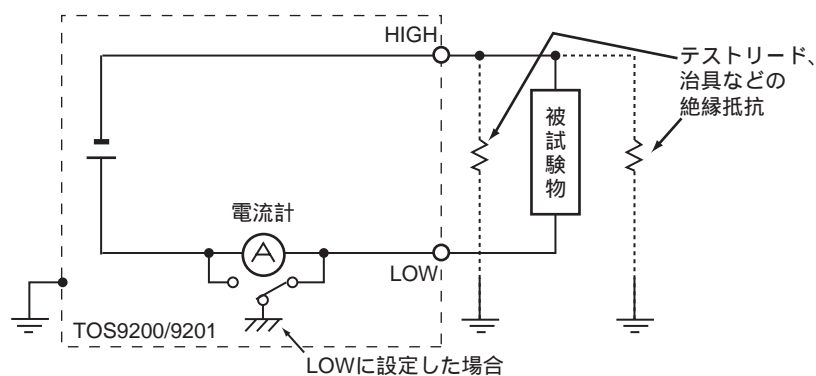 HIGH
テストリード、
治具などの
絶縁抵抗
被試験物
電流計
A
LOW
TOS9200/9201
LOWに設定した場合